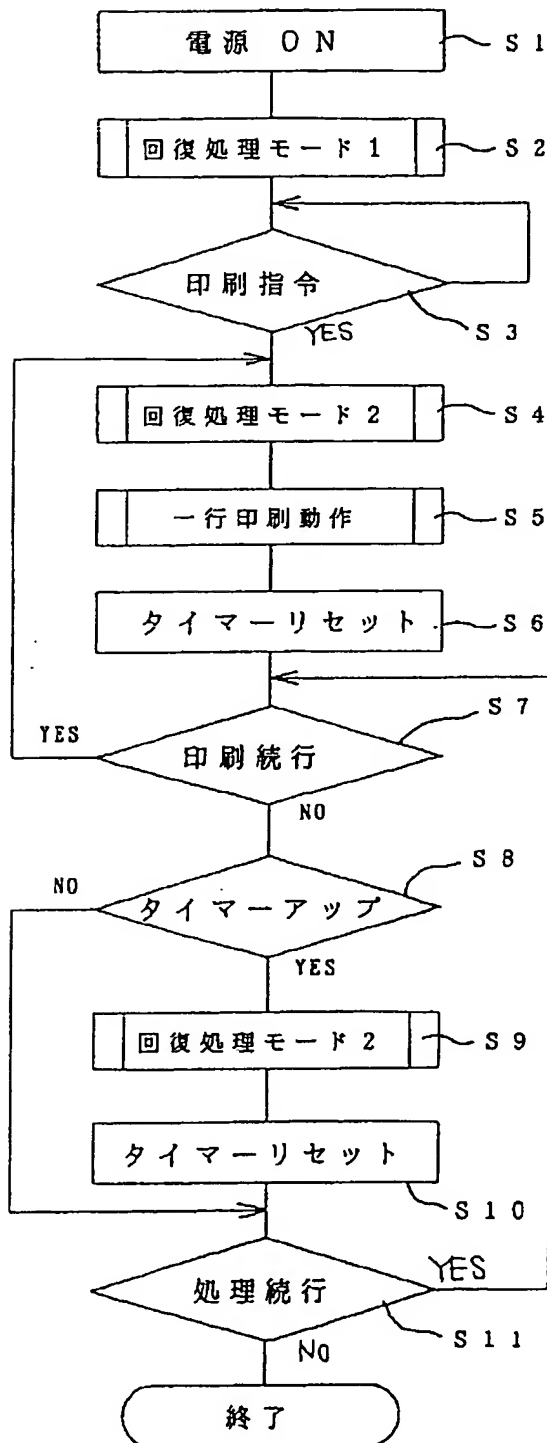 電源 ON
S1
回復処理モード1
S2
印刷指令
S3
YES
回復処理モード2
S4
一行印刷動作
S5
タイマーリセット
S6
S7
YES
印刷続行
NO
S8
NO
タイマーアップ
YES
回復処理モード2
S9
タイマーリセット
S10
処理続行
YES
S11
NO
終了